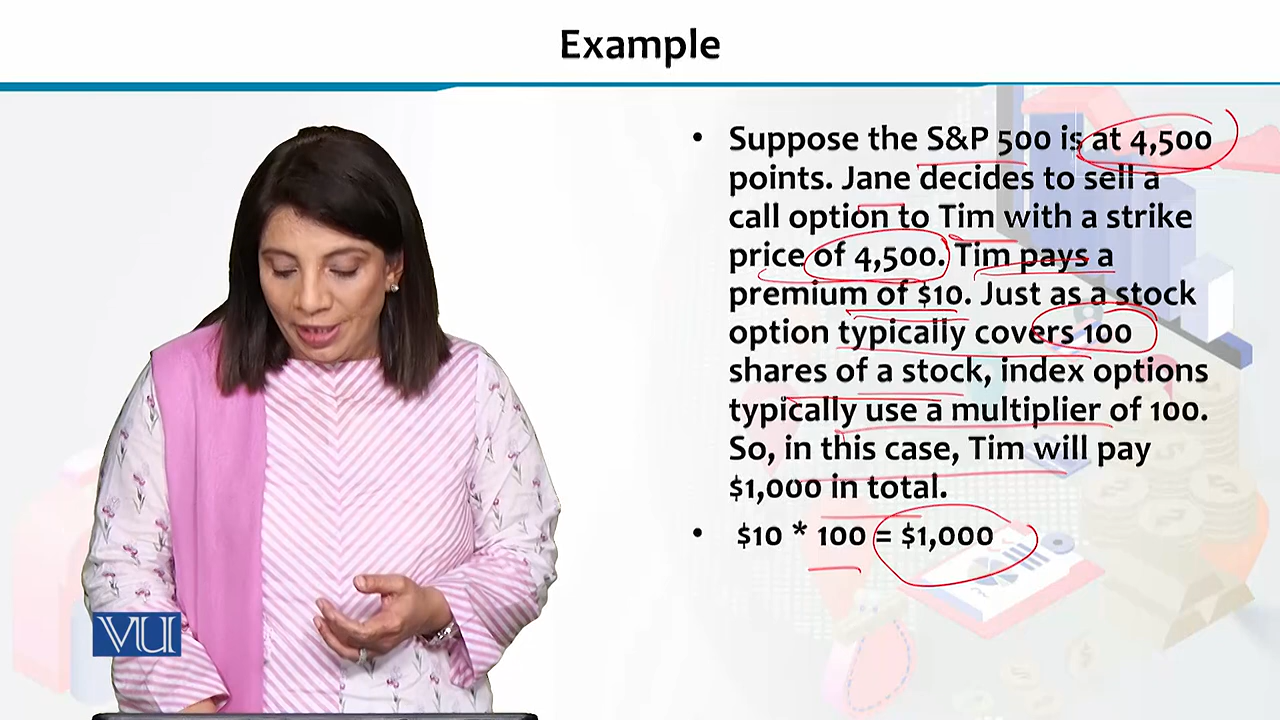 Example
• Suppose the S&P 500 is at 4,500
points. Jane decides to sell a
call option to Tim with a strike
price of 4,500. Tim pays a
premium of $10. Just as a stock
option typically covers 100
shares of a stock, index options
typically use a multiplier of 100.
So, in this case, Tim will pay
$1,000 in total.
• $10 * 100 = $1,000
VU